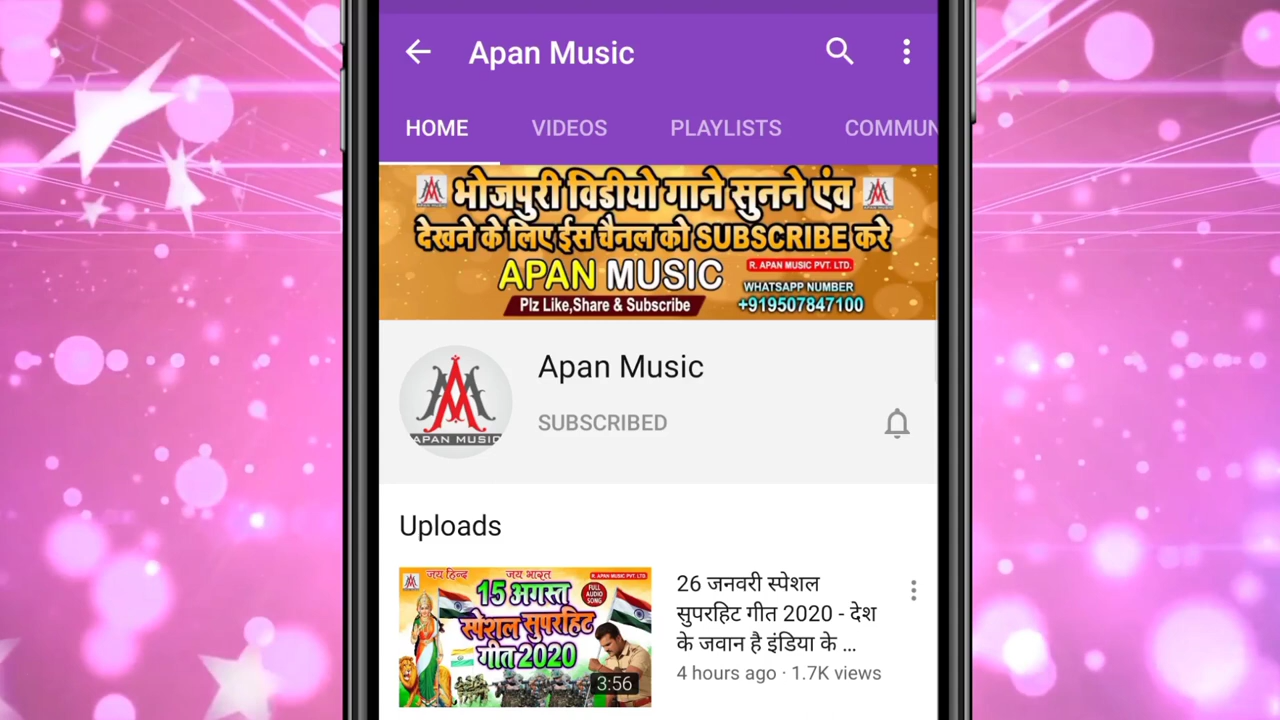 Apan Music
HOME VIDEOS PLAYLISTS COMMUN
भोजपुरी विडीयो गाने सुनने एंव
देखने के लिए ईस चैनल को SUBSCRIBE करे
APAN MUSIC
R. APAN MUSIC PVT. LTD.
WHATSAPP NUMBER
+919507847100
Plz Like,Share & Subscribe
Apan Music
SUBSCRIBED
APAN MUSIC
Uploads
जय हिन्द जय भारत
R. APAN MUSIC PVT. LTD
15 अगस्त
FULL
AUDIO
SONG
स्पेशल सुपरहिट
गीत 2020
3:56
26 जनवरी स्पेशल
सुपरहिट गीत 2020 - देश
के जवान है इंडिया के ...
4 hours ago · 1.7K views